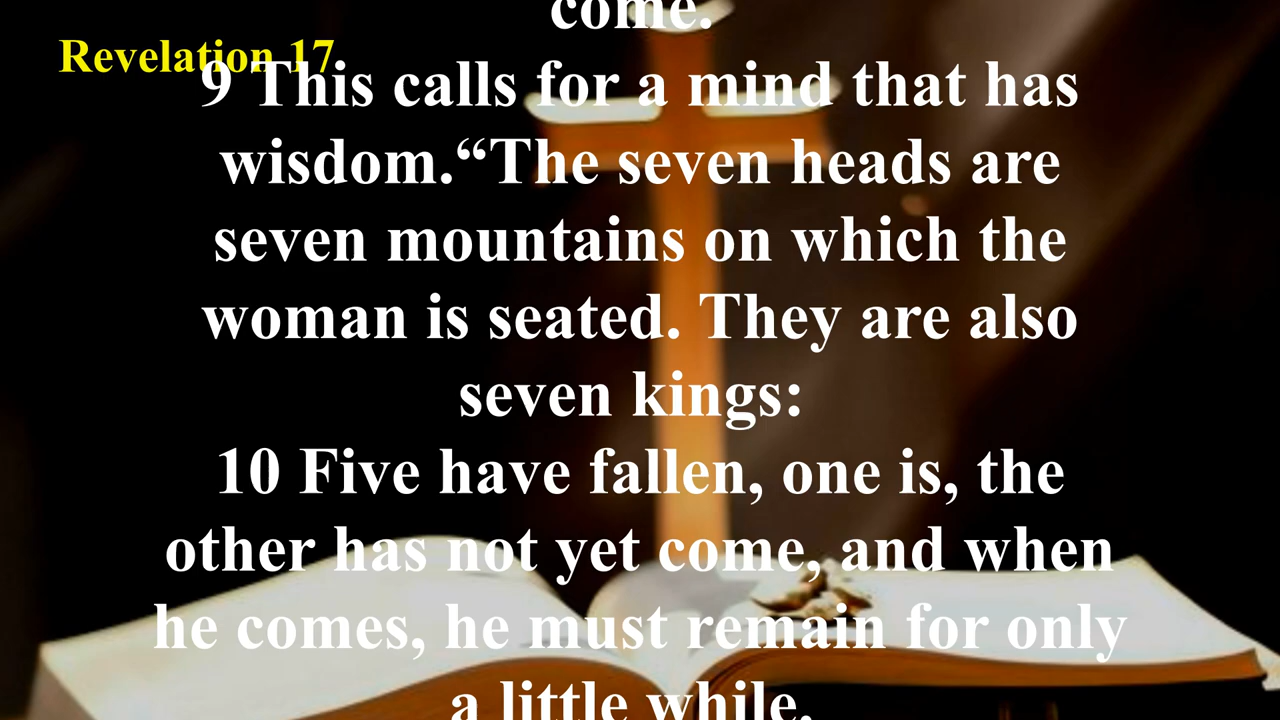 come.
Revelation 17
9 This calls for a mind that has
wisdom.“The seven heads are
seven mountains on which the
woman is seated. They are also
seven kings:
10 Five have fallen, one is, the
other has not yet come, and when
he comes, he must remain for only
a little while.